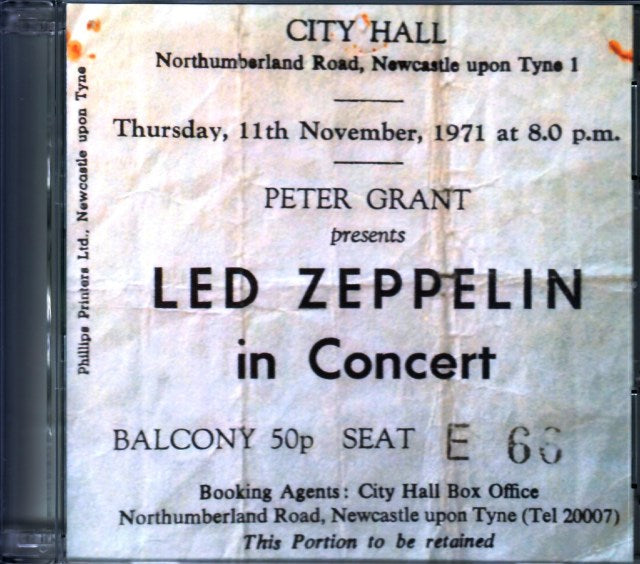 CITY HALL
Northumberland Road, Newcastle upon Tyne 1
Thursday, 11th November, 1971 at 8.0 p.m.
PETER GRANT
presents
LED ZEPPELIN
in Concert
BALCONY 50p SEAT E 66
Booking Agents: City Hall Box Office
Northumberland Road, Newcastle upon Tyne (Tel 20007)
This Portion to be retained
Phillips Printers Ltd., Newcastle upon Tyne